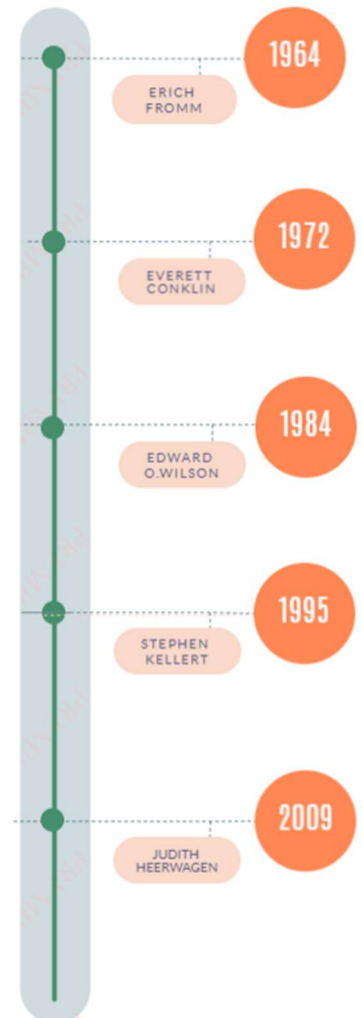 1964
ERICH
FROMM
1972
EVERETT
CONKLIN
1984
EDWARD
O.WILSON
1995
STEPHEN
KELLERT
2009
JUDITH
HEERWAGEN